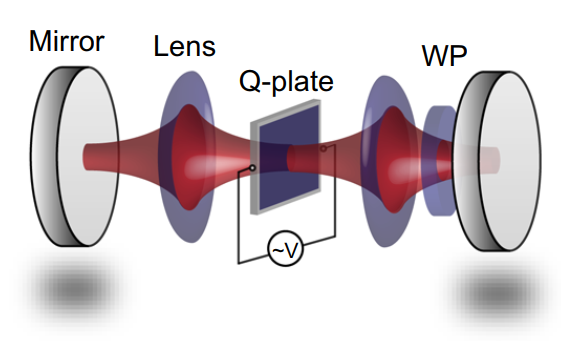 Mirror
Lens
Q-plate
WP
~V